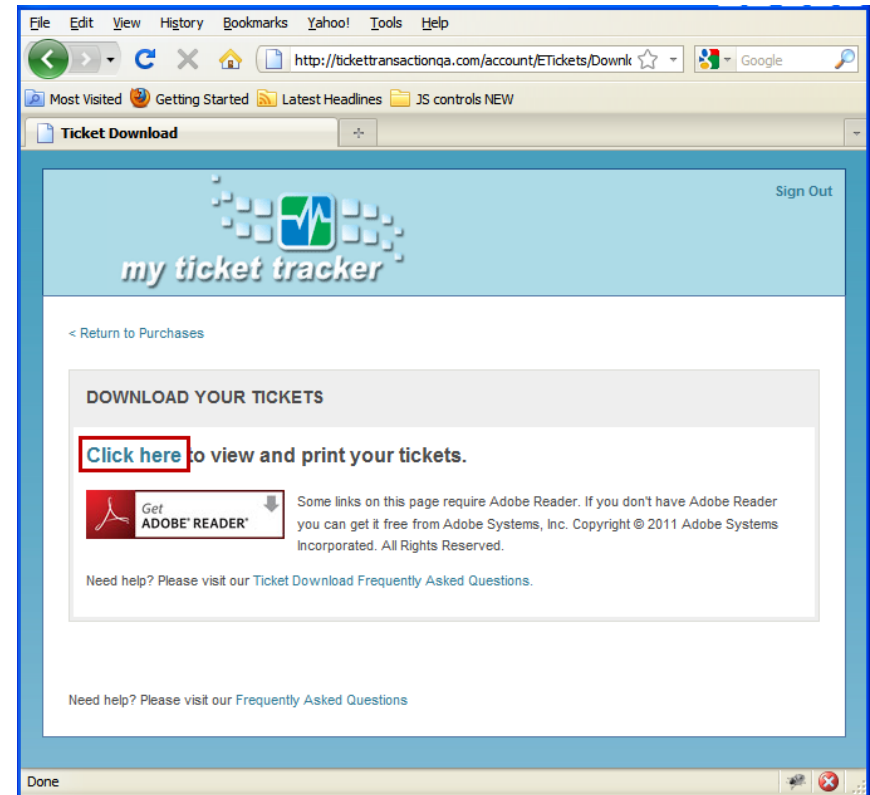 File Edit View History Bookmarks Yahoo! Tools Help
http://tickettransactionqa.com/account/ETickets/Downk
Google
Most Visited Getting Started Latest Headlines JS controls NEW
Ticket Download
Sign Out
my ticket tracker
< Return to Purchases
DOWNLOAD YOUR TICKETS
Click here to view and print your tickets.
Get
ADOBE® READER®
Some links on this page require Adobe Reader. If you don't have Adobe Reader
you can get it free from Adobe Systems, Inc. Copyright © 2011 Adobe Systems
Incorporated. All Rights Reserved.
Need help? Please visit our Ticket Download Frequently Asked Questions.
Need help? Please visit our Frequently Asked Questions
Done